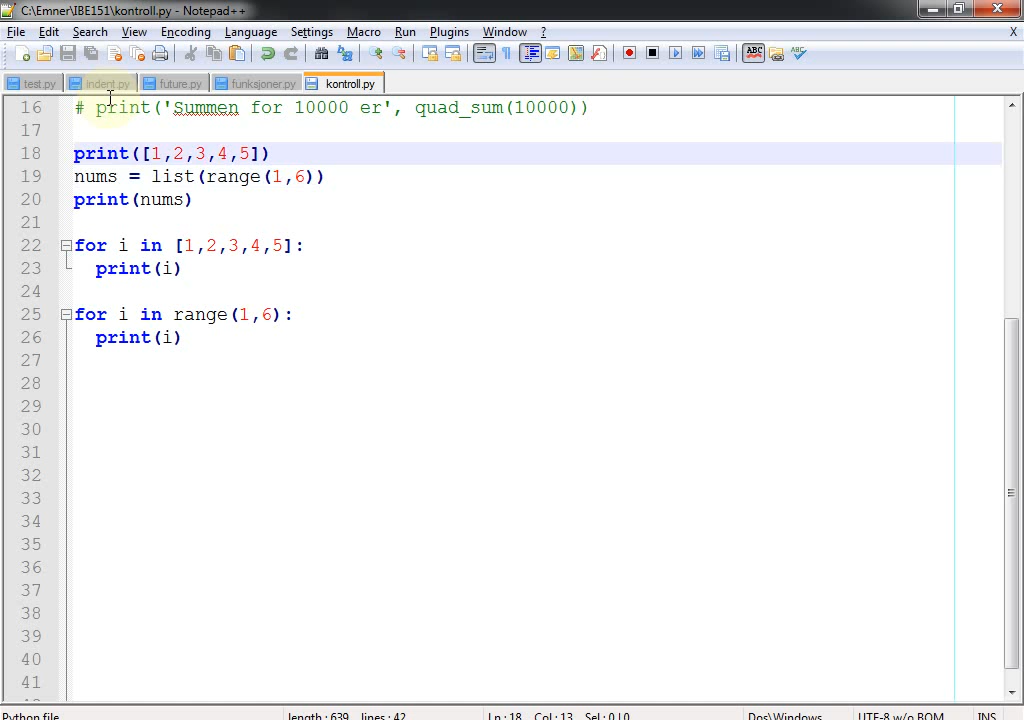 C:\Emner\IBE151\kontroll.py - Notepad++
File Edit Search View Encoding Language Settings Macro Run Plugins Window ? X
test.py indent.py future.py funksjoner.py kontroll.py
16 # print('Summen for 10000 er', quad_sum(10000))
17
18 print([1,2,3,4,5])
19 nums = list(range(1,6))
20 print(nums)
21
22 for i in [1,2,3,4,5]:
23 print(i)
24
25 for i in range(1,6):
26 print(i)
27
28
29
30
31
32
33
34
35
36
37
38
39
40
41
Python file length : 639 lines : 42 Ln : 18 Col : 13 Sel : 0 | 0 Dos\Windows UTF-8 w/o BOM INS